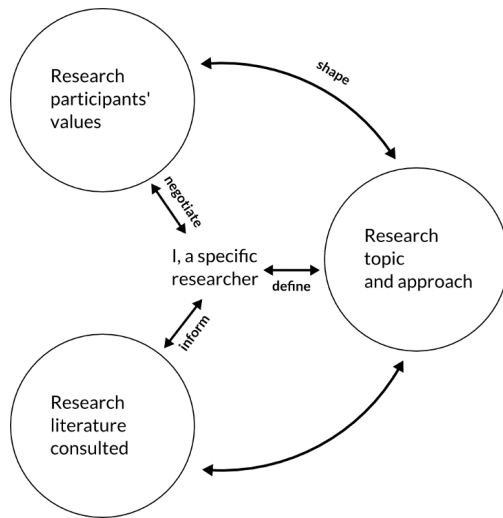 Research
participants'
values
shape
negotiate
I, a specific
researcher
define
Research
topic
and approach
inform
Research
literature
consulted